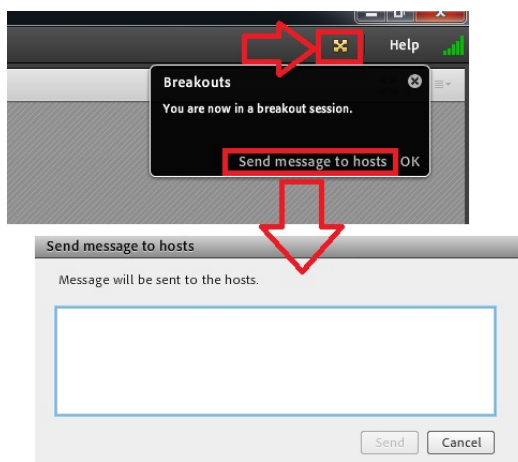 Help
Breakouts
You are now in a breakout session.
Send message to hosts OK
Send message to hosts
Message will be sent to the hosts.
Send Cancel